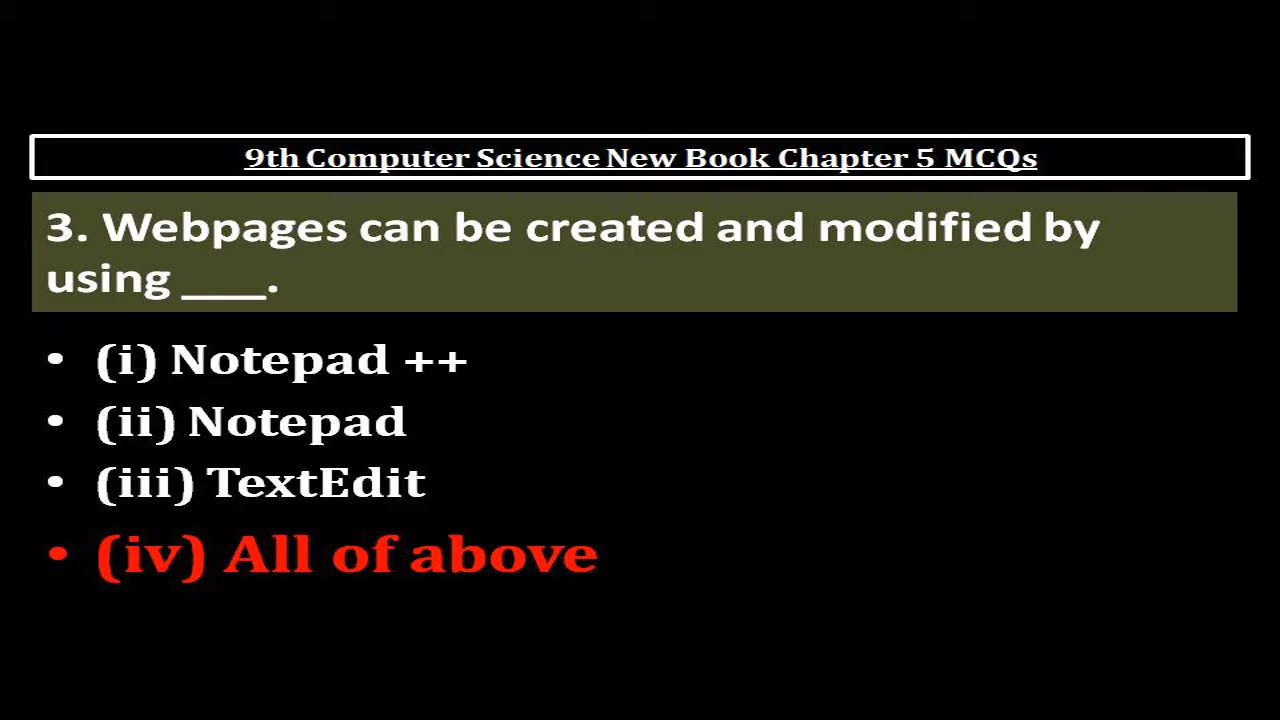 9th Computer Science New Book Chapter 5 MCQs
3. Webpages can be created and modified by
using ____.
• (i) Notepad ++
• (ii) Notepad
• (iii) TextEdit
• (iv) All of above